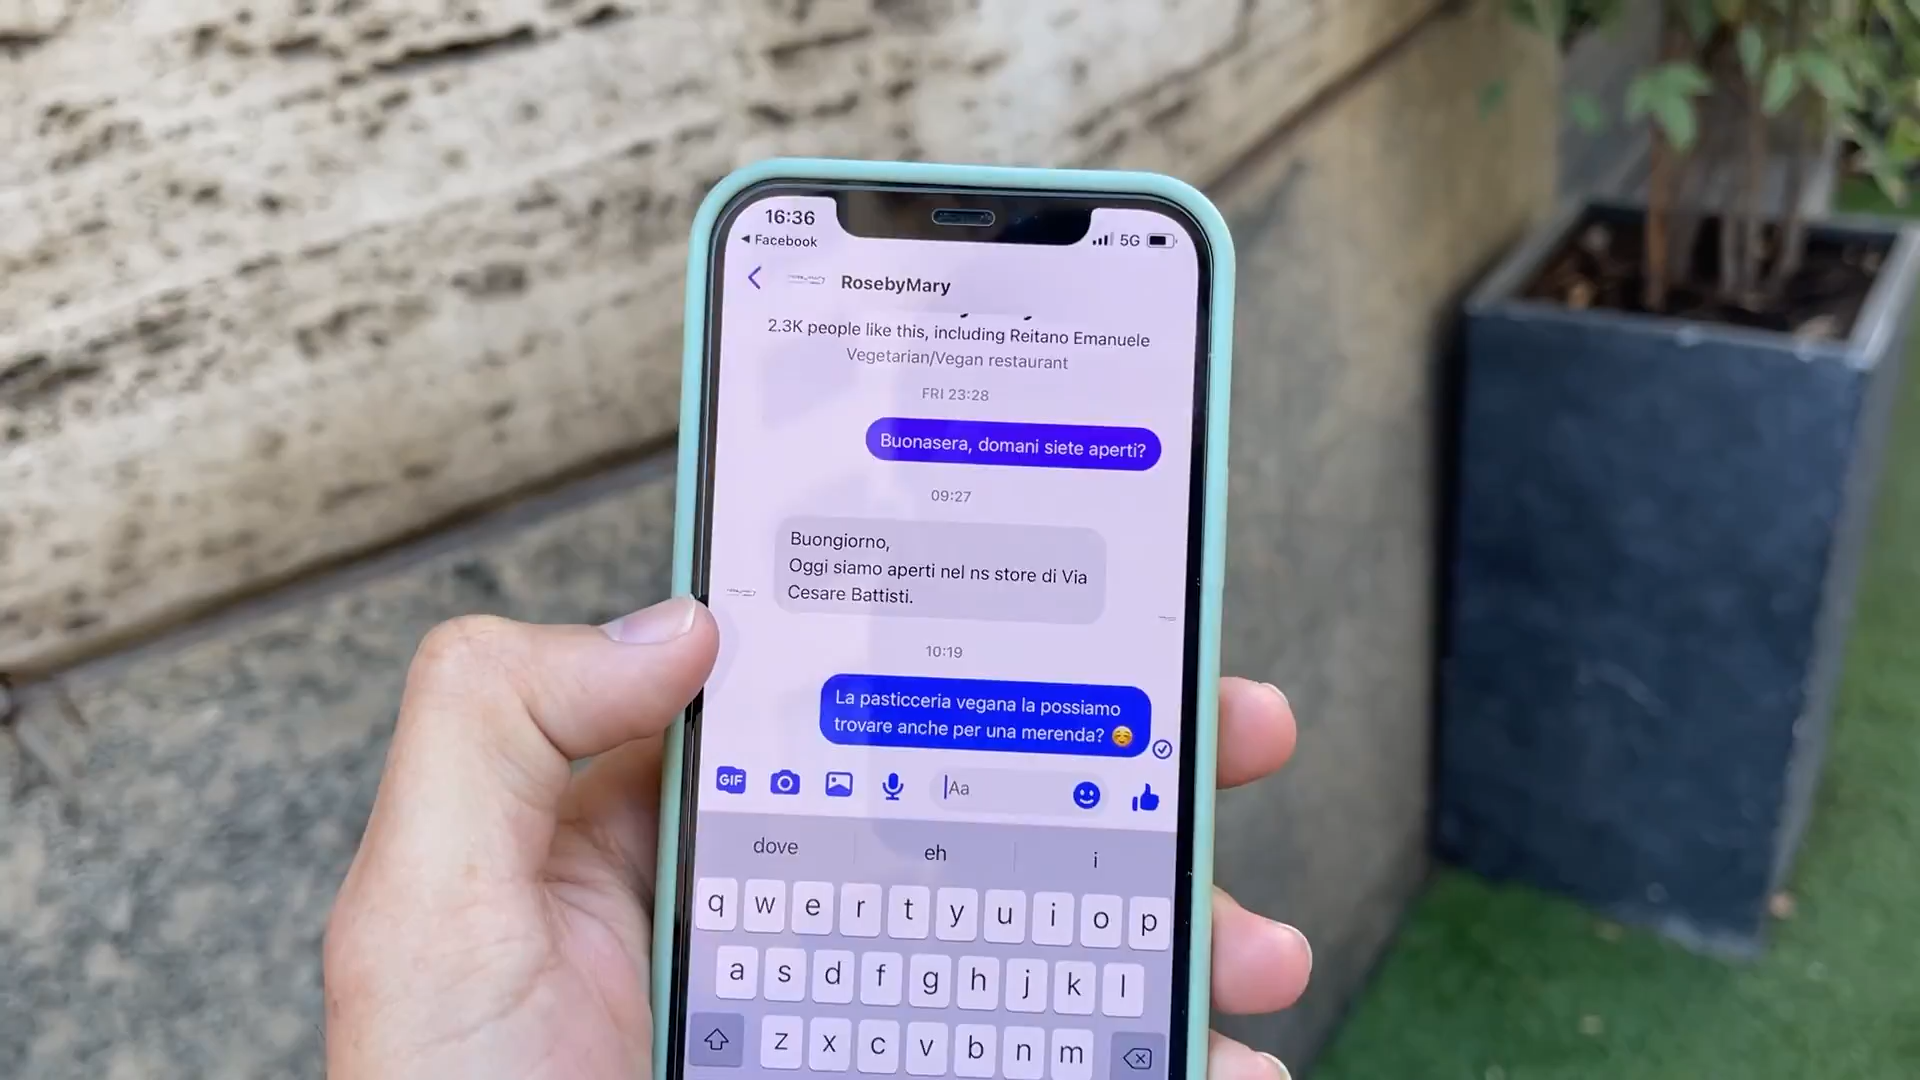 16:36
◄ Facebook
5G
RosebyMary
2.3K people like this, including Reitano Emanuele
Vegetarian/Vegan restaurant
FRI 23:28
Buonasera, domani siete aperti?
09:27
Buongiorno,
Oggi siamo aperti nel ns store di Via
Cesare Battisti.
10:19
La pasticceria vegana la possiamo
trovare anche per una merenda? ☺️
GIF
Aa
dove eh i
q w e r t y u i o p
a s d f g h j k l
z x c v b n m